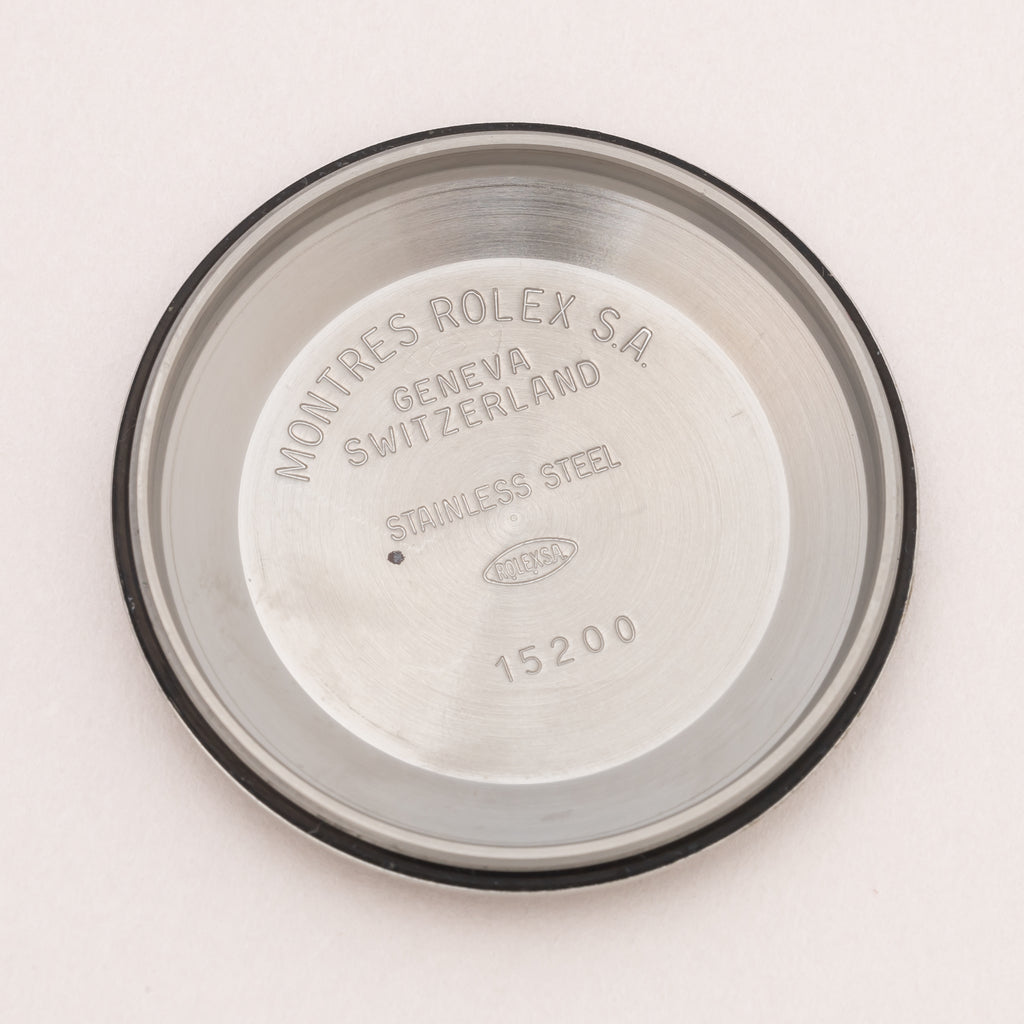 MONTRES ROLEX S.A.
GENEVA
SWITZERLAND
STAINLESS STEEL
ROLEX S.A.
15200